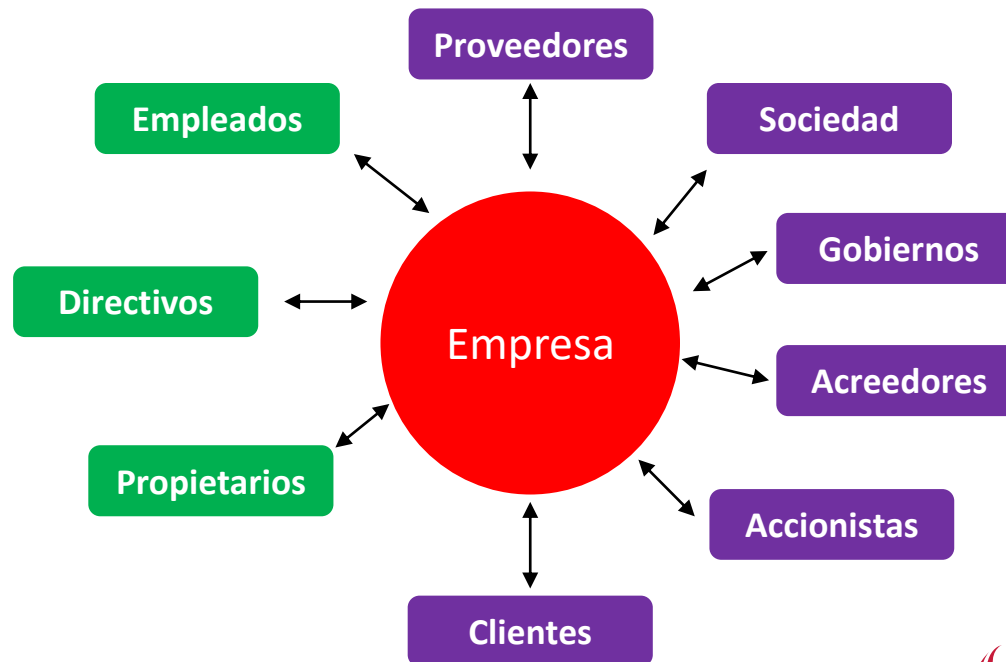 Proveedores
Empleados
Sociedad
Gobiernos
Directivos
Empresa
Acreedores
Propietarios
Accionistas
Clientes